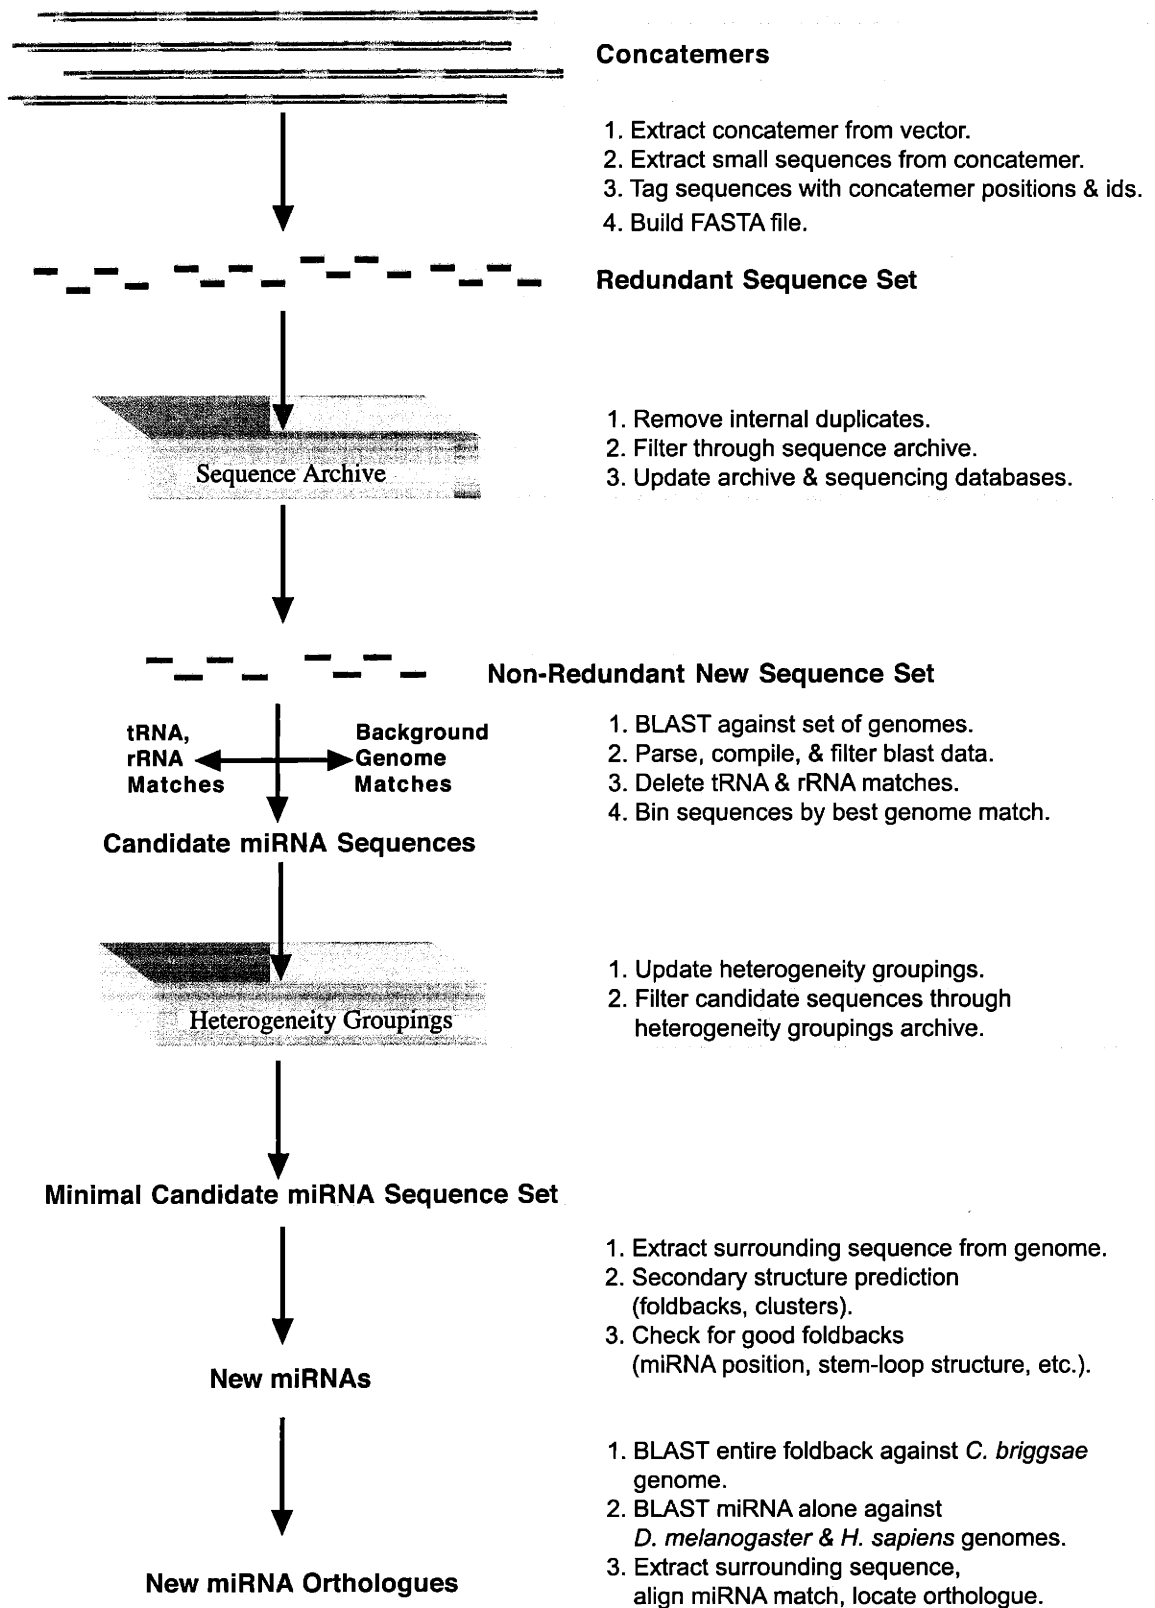 Concatemers
1. Extract concatemer from vector.
2. Extract small sequences from concatemer.
3. Tag sequences with concatemer positions & ids.
4. Build FASTA file.
Redundant Sequence Set
1. Remove internal duplicates.
2. Filter through sequence archive.
3. Update archive & sequencing databases.
Sequence Archive
Non-Redundant New Sequence Set
tRNA,
rRNA
Matches
Background
Genome
Matches
1. BLAST against set of genomes.
2. Parse, compile, & filter blast data.
3. Delete tRNA & rRNA matches.
4. Bin sequences by best genome match.
Candidate miRNA Sequences
Heterogeneity Groupings
1. Update heterogeneity groupings.
2. Filter candidate sequences through
heterogeneity groupings archive.
Minimal Candidate miRNA Sequence Set
1. Extract surrounding sequence from genome.
2. Secondary structure prediction
(foldbacks, clusters).
3. Check for good foldbacks
(miRNA position, stem-loop structure, etc.).
New miRNAs
1. BLAST entire foldback against C. briggsae
genome.
2. BLAST miRNA alone against
D. melanogaster & H. sapiens genomes.
3. Extract surrounding sequence,
align miRNA match, locate orthologue.
New miRNA Orthologues